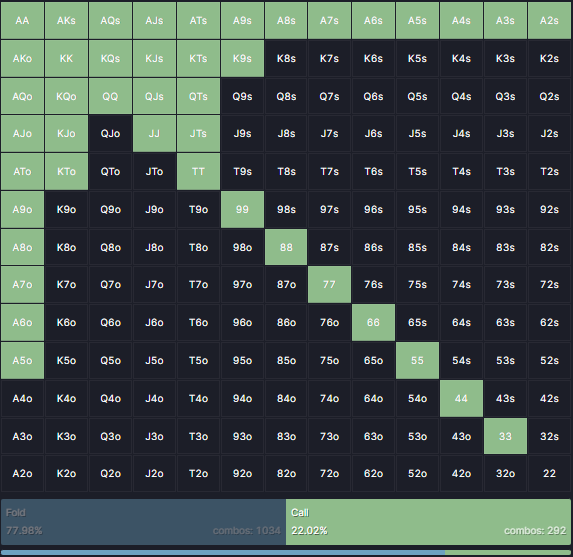 AA AKs AQs AJs ATs A9s A8s A7s A6s A5s A4s A3s A2s
AKo KK KQs KJs KTs K9s K8s K7s K6s K5s K4s K3s K2s
AQo KQo QQ QJs QTs Q9s Q8s Q7s Q6s Q5s Q4s Q3s Q2s
AJo KJo QJo JJ JTs J9s J8s J7s J6s J5s J4s J3s J2s
ATo KTo QTo JTo TT T9s T8s T7s T6s T5s T4s T3s T2s
A9o K9o Q9o J9o T9o 99 98s 97s 96s 95s 94s 93s 92s
A8o K8o Q8o J8o T8o 98o 88 87s 86s 85s 84s 83s 82s
A7o K7o Q7o J7o T7o 97o 87o 77 76s 75s 74s 73s 72s
A6o K6o Q6o J6o T6o 96o 86o 76o 66 65s 64s 63s 62s
A5o K5o Q5o J5o T5o 95o 85o 75o 65o 55 54s 53s 52s
A4o K4o Q4o J4o T4o 94o 84o 74o 64o 54o 44 43s 42s
A3o K3o Q3o J3o T3o 93o 83o 73o 63o 53o 43o 33 32s
A2o K2o Q2o J2o T2o 92o 82o 72o 62o 52o 42o 32o 22
Fold Call
77.98% combos: 1034 22.02% combos: 292